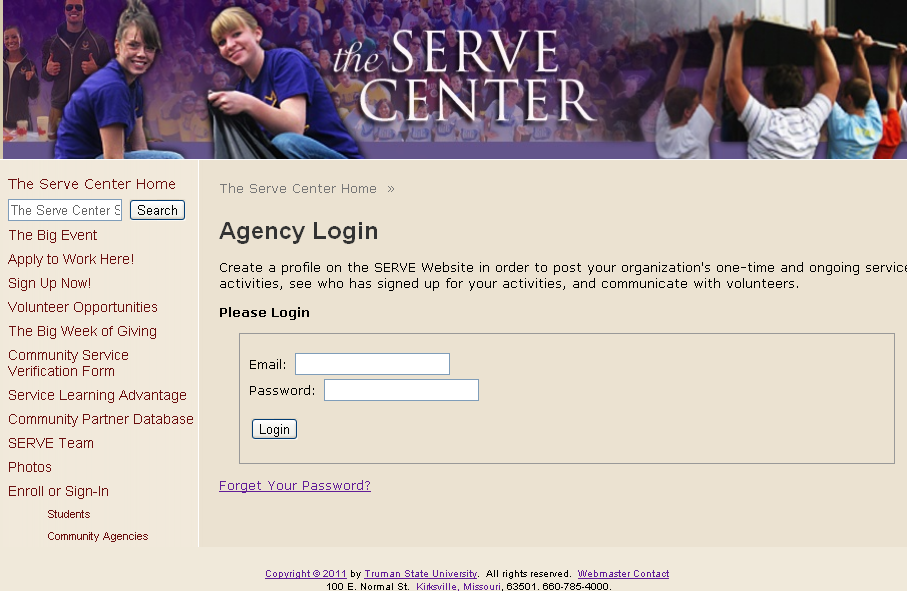 the SERVE
CENTER
The Serve Center Home
The Serve Center S
Search
The Big Event
Apply to Work Here!
Sign Up Now!
Volunteer Opportunities
The Big Week of Giving
Community Service
Verification Form
Service Learning Advantage
Community Partner Database
SERVE Team
Photos
Enroll or Sign-In
Students
Community Agencies
The Serve Center Home »
Agency Login
Create a profile on the SERVE Website in order to post your organization's one-time and ongoing service
activities, see who has signed up for your activities, and communicate with volunteers.
Please Login
Email:
Password:
Login
Forget Your Password?
Copyright © 2011 by Truman State University. All rights reserved. Webmaster Contact
100 E. Normal St. Kirksville, Missouri, 63501. 660-785-4000.